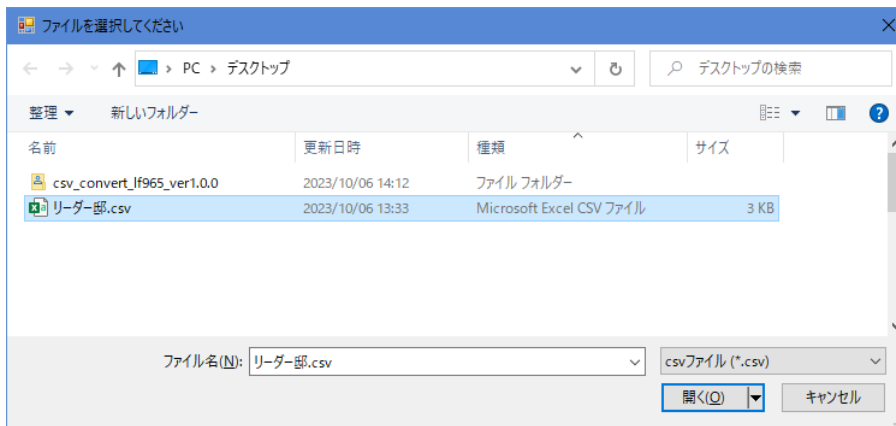 ファイルを選択してください
PC › デスクトップ
デスクトップの検索
整理 新しいフォルダー
名前 更新日時 種類 サイズ
csv_convert_lf965_ver1.0.0 2023/10/06 14:12 ファイル フォルダー
リーダー邸.csv 2023/10/06 13:33 Microsoft Excel CSV ファイル 3 KB
ファイル名(N): リーダー邸.csv csvファイル (*.csv)
開く(O) キャンセル